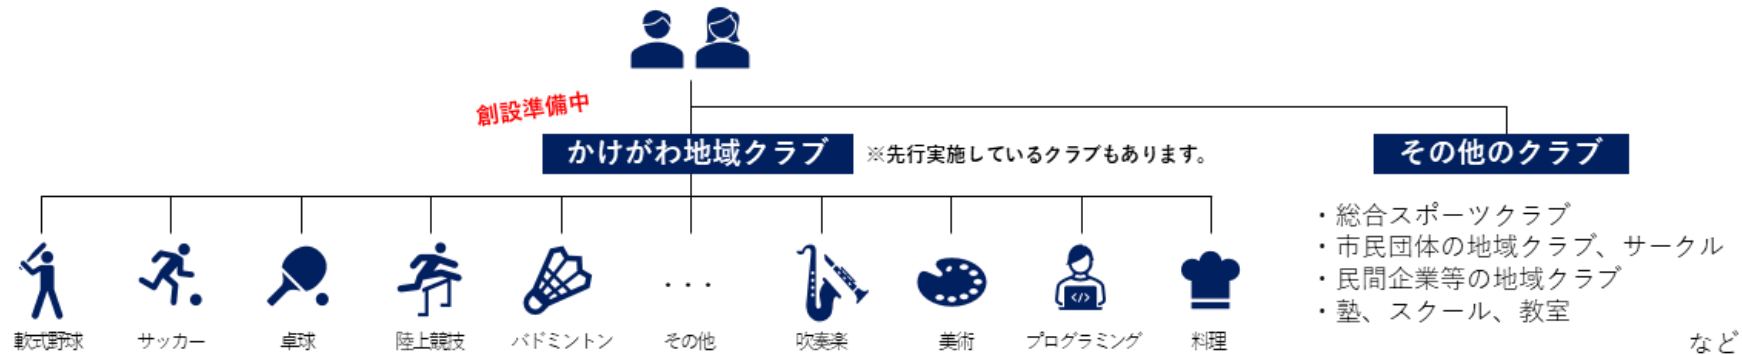 創設準備中
かけがわ地域クラブ
※先行実施しているクラブもあります。
その他のクラブ
・総合スポーツクラブ
・市民団体の地域クラブ、サークル
・民間企業等の地域クラブ
・塾、スクール、教室
など
軟式野球
サッカー
卓球
陸上競技
バドミントン
・・・
その他
吹奏楽
美術
</>
プログラミング
料理